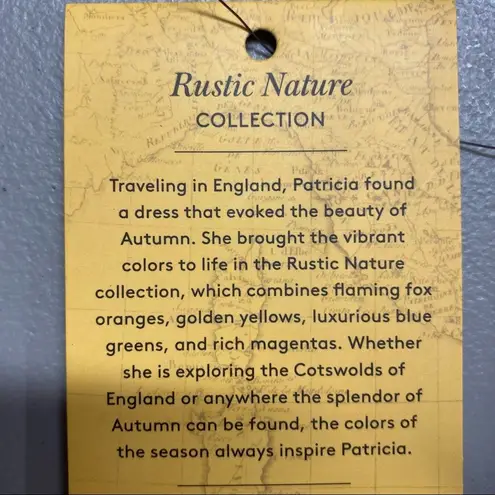 Rustic Nature
COLLECTION
Traveling in England, Patricia found
a dress that evoked the beauty of
Autumn. She brought the vibrant
colors to life in the Rustic Nature
collection, which combines flaming fox
oranges, golden yellows, luxurious blue
greens, and rich magentas. Whether
she is exploring the Cotswolds of
England or anywhere the splendor of
Autumn can be found, the colors of
the season always inspire Patricia.